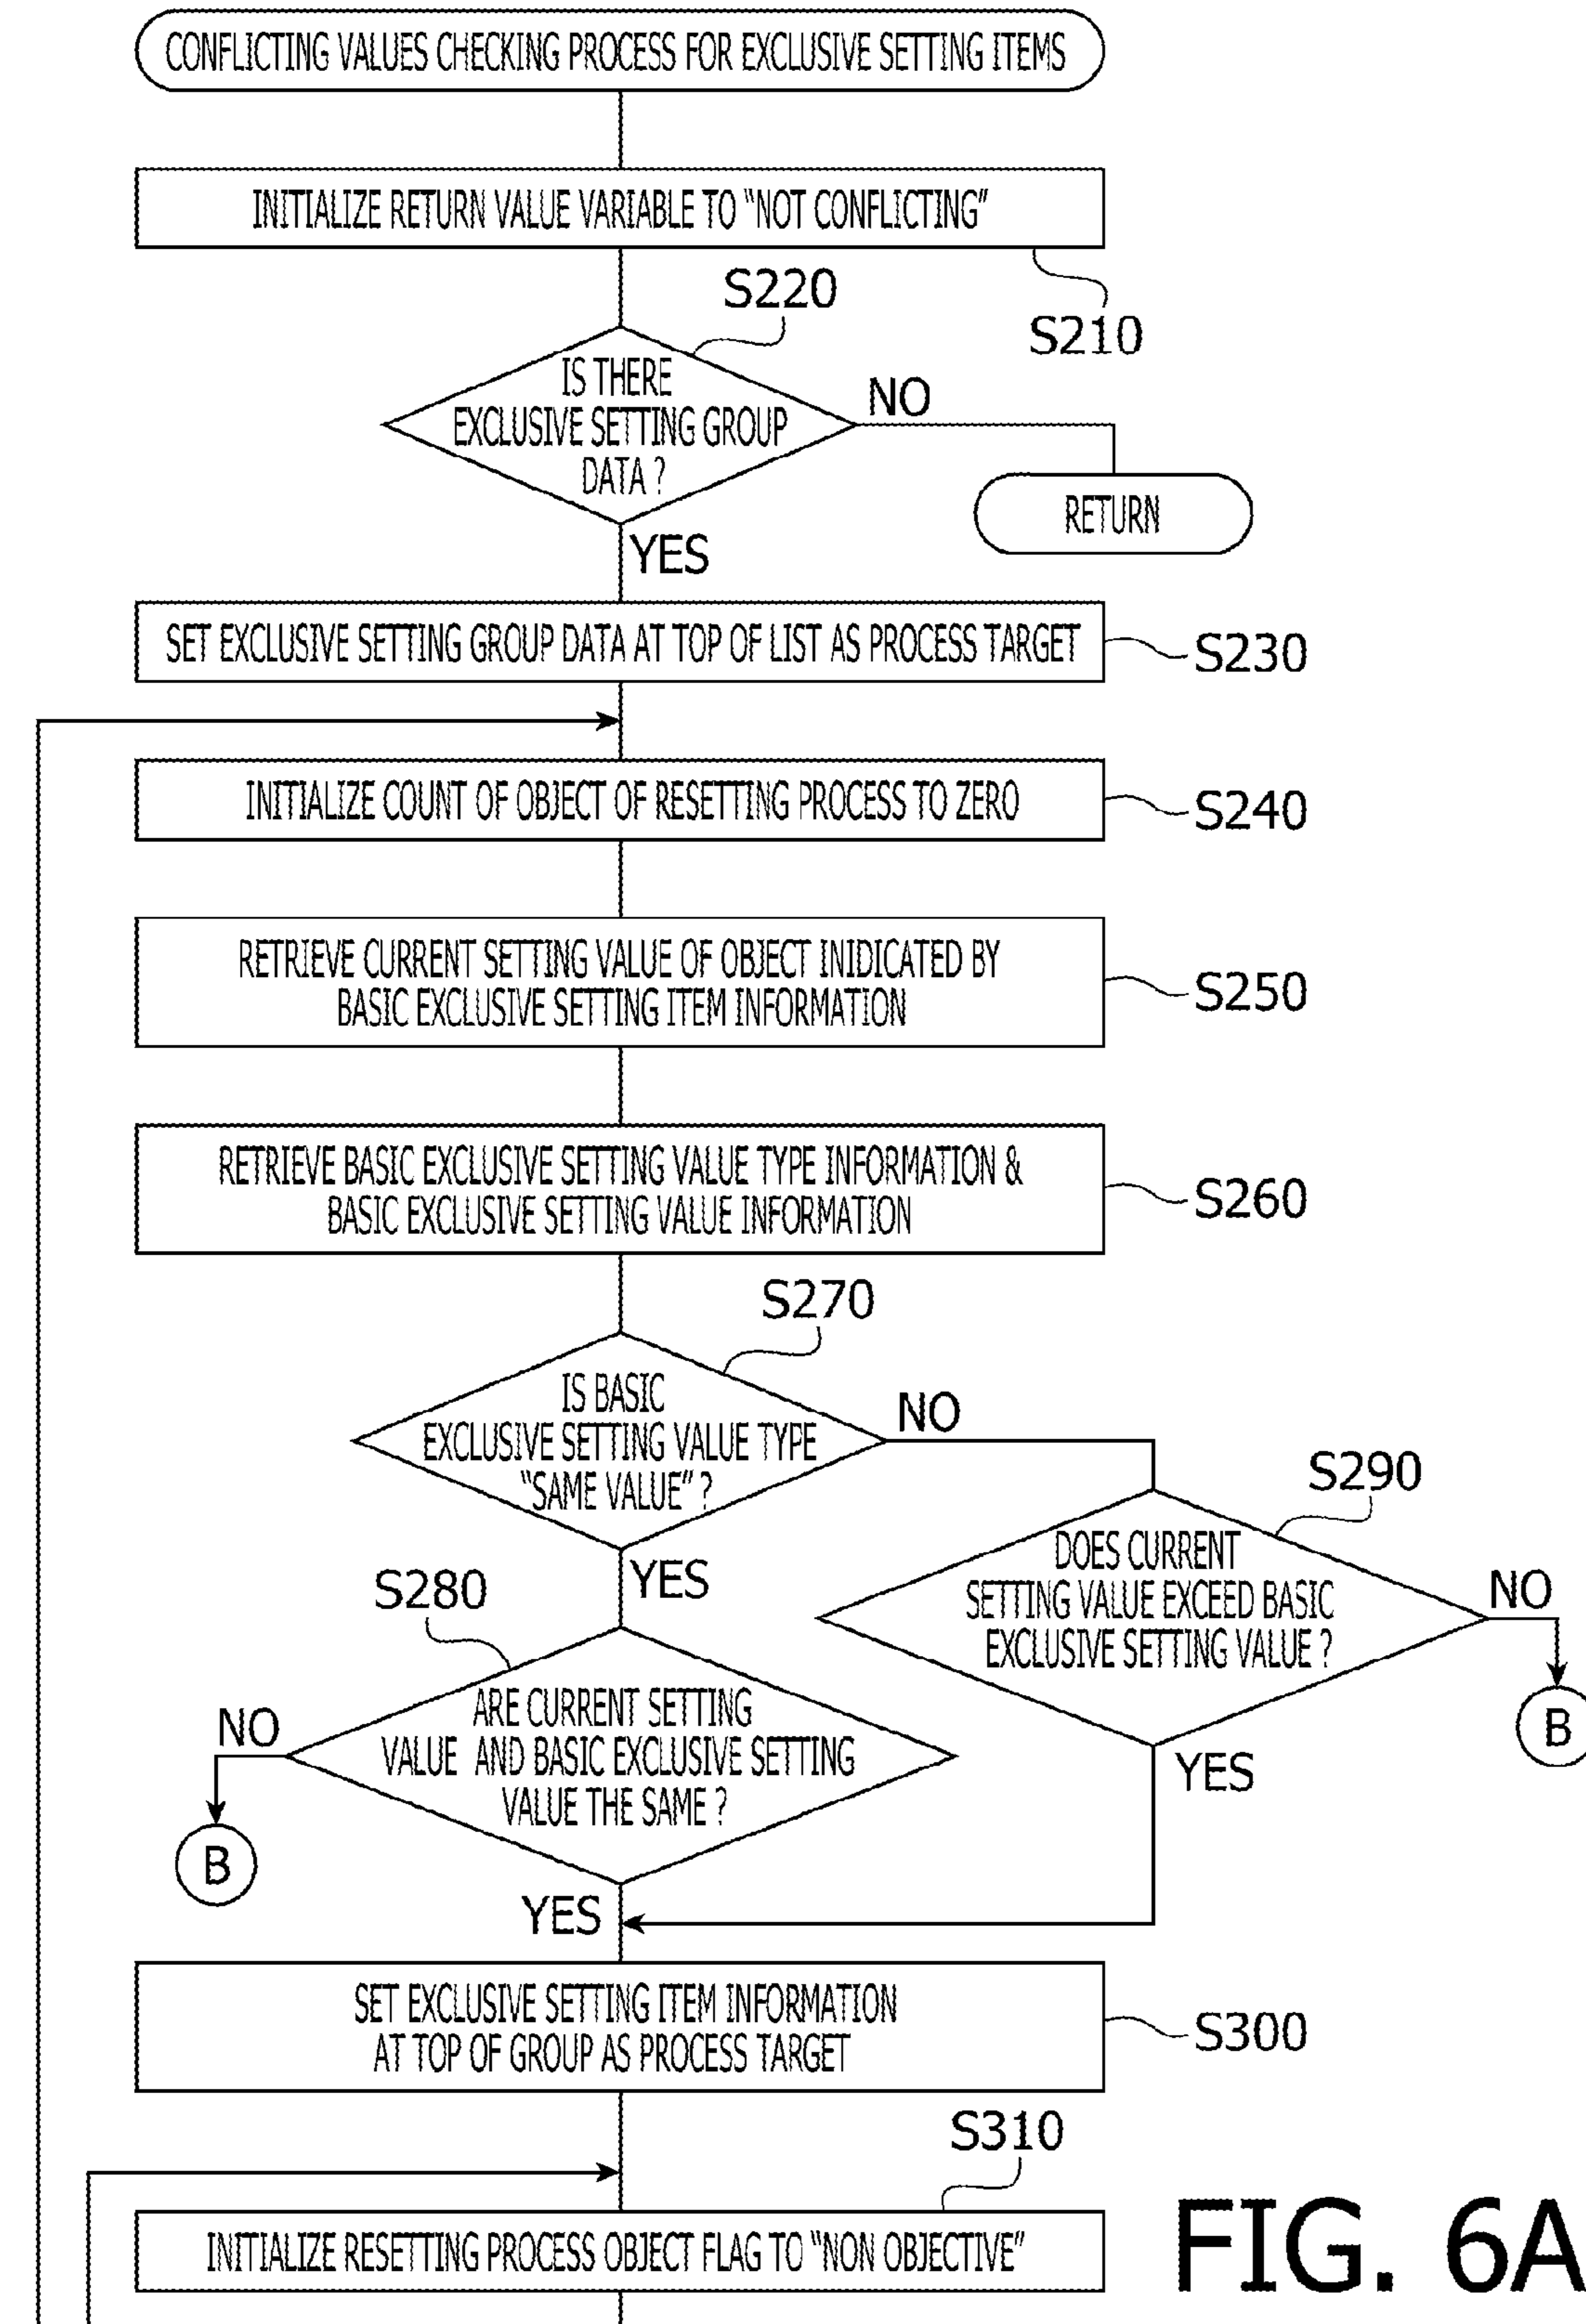 CONFLICTING VALUES CHECKING PROCESS FOR EXCLUSIVE SETTING ITEMS
INITIALIZE RETURN VALUE VARIABLE TO “NOT CONFLICTING”
S210
S220
IS THERE
EXCLUSIVE SETTING GROUP
DATA ?
NO
RETURN
YES
SET EXCLUSIVE SETTING GROUP DATA AT TOP OF LIST AS PROCESS TARGET
S230
INITIALIZE COUNT OF OBJECT OF RESETTING PROCESS TO ZERO
S240
RETRIEVE CURRENT SETTING VALUE OF OBJECT INIDICATED BY
BASIC EXCLUSIVE SETTING ITEM INFORMATION
S250
RETRIEVE BASIC EXCLUSIVE SETTING VALUE TYPE INFORMATION &
BASIC EXCLUSIVE SETTING VALUE INFORMATION
S260
S270
IS BASIC
EXCLUSIVE SETTING VALUE TYPE
“SAME VALUE” ?
NO
YES
S290
DOES CURRENT
SETTING VALUE EXCEED BASIC
EXCLUSIVE SETTING VALUE ?
NO
B
YES
S280
ARE CURRENT SETTING
VALUE AND BASIC EXCLUSIVE SETTING
VALUE THE SAME ?
NO
B
YES
SET EXCLUSIVE SETTING ITEM INFORMATION
AT TOP OF GROUP AS PROCESS TARGET
S300
S310
INITIALIZE RESETTING PROCESS OBJECT FLAG TO “NON OBJECTIVE”
FIG. 6A